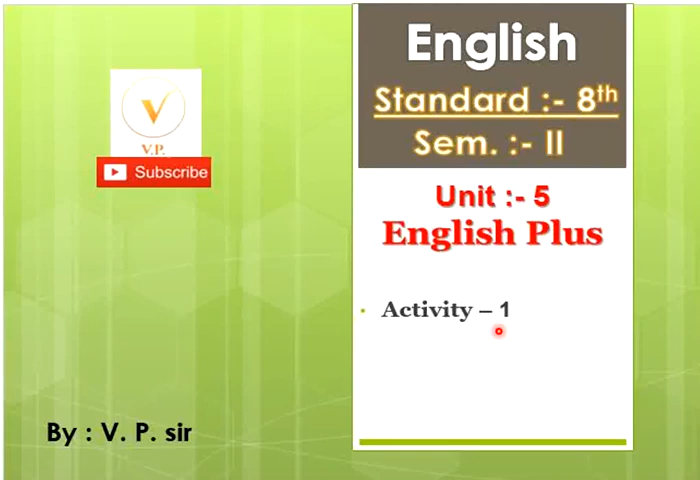 V
V.P.
Subscribe
By : V. P. sir
English
Standard :- 8th
Sem. :- II
Unit :- 5
English Plus
• Activity – 1